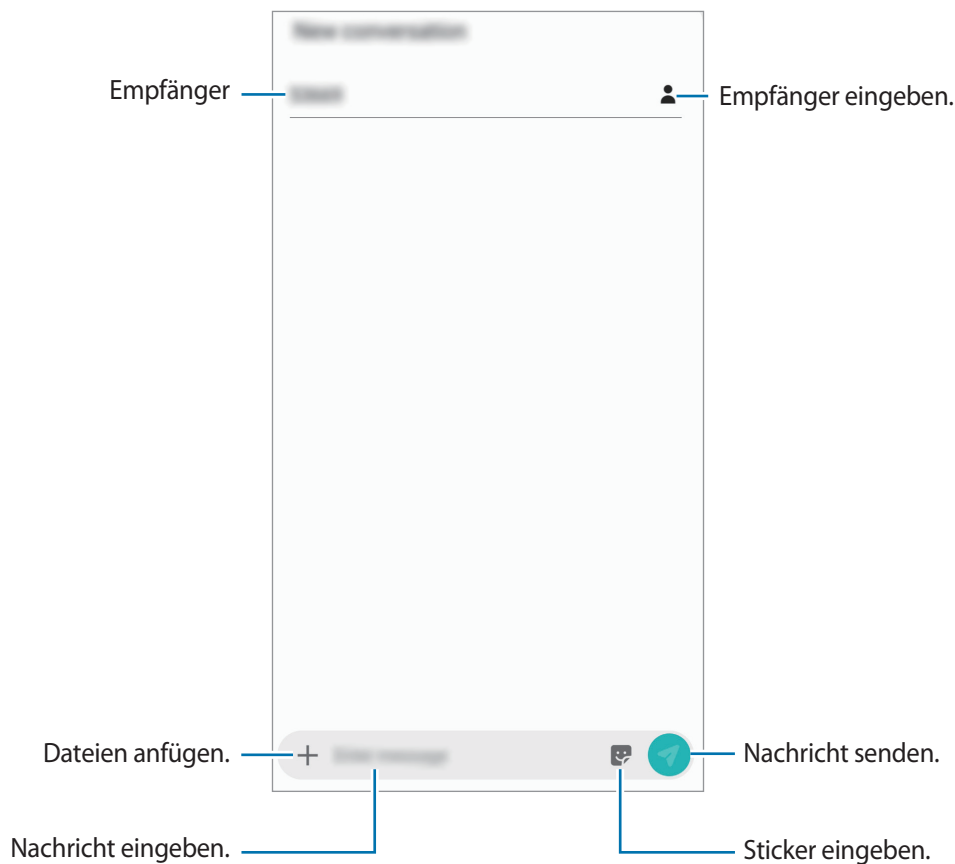 Empfänger
Empfänger eingeben.
Dateien anfügen.
Nachricht senden.
Nachricht eingeben.
Sticker eingeben.